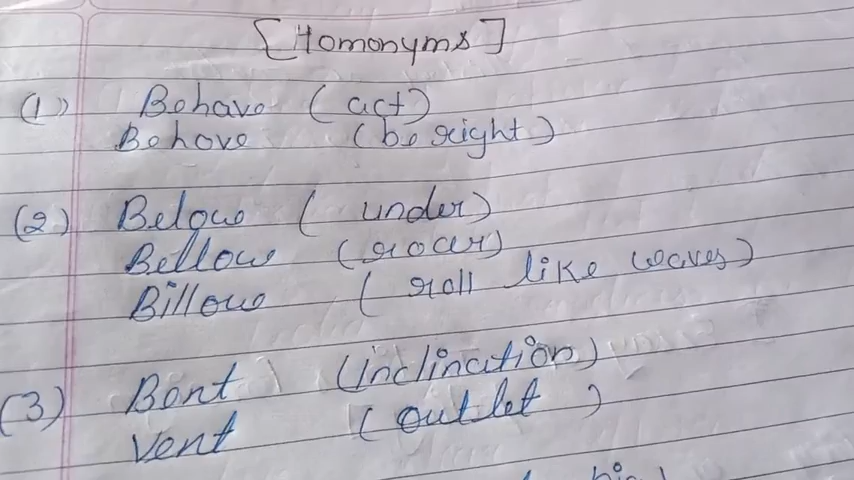 [Homonyms]
(1) Behave (act)
Behove (be right)
(2) Below (under)
Bellow (rocer)
Billow (roll like waves)
(3) Bent (inclination)
Vent (outlet)